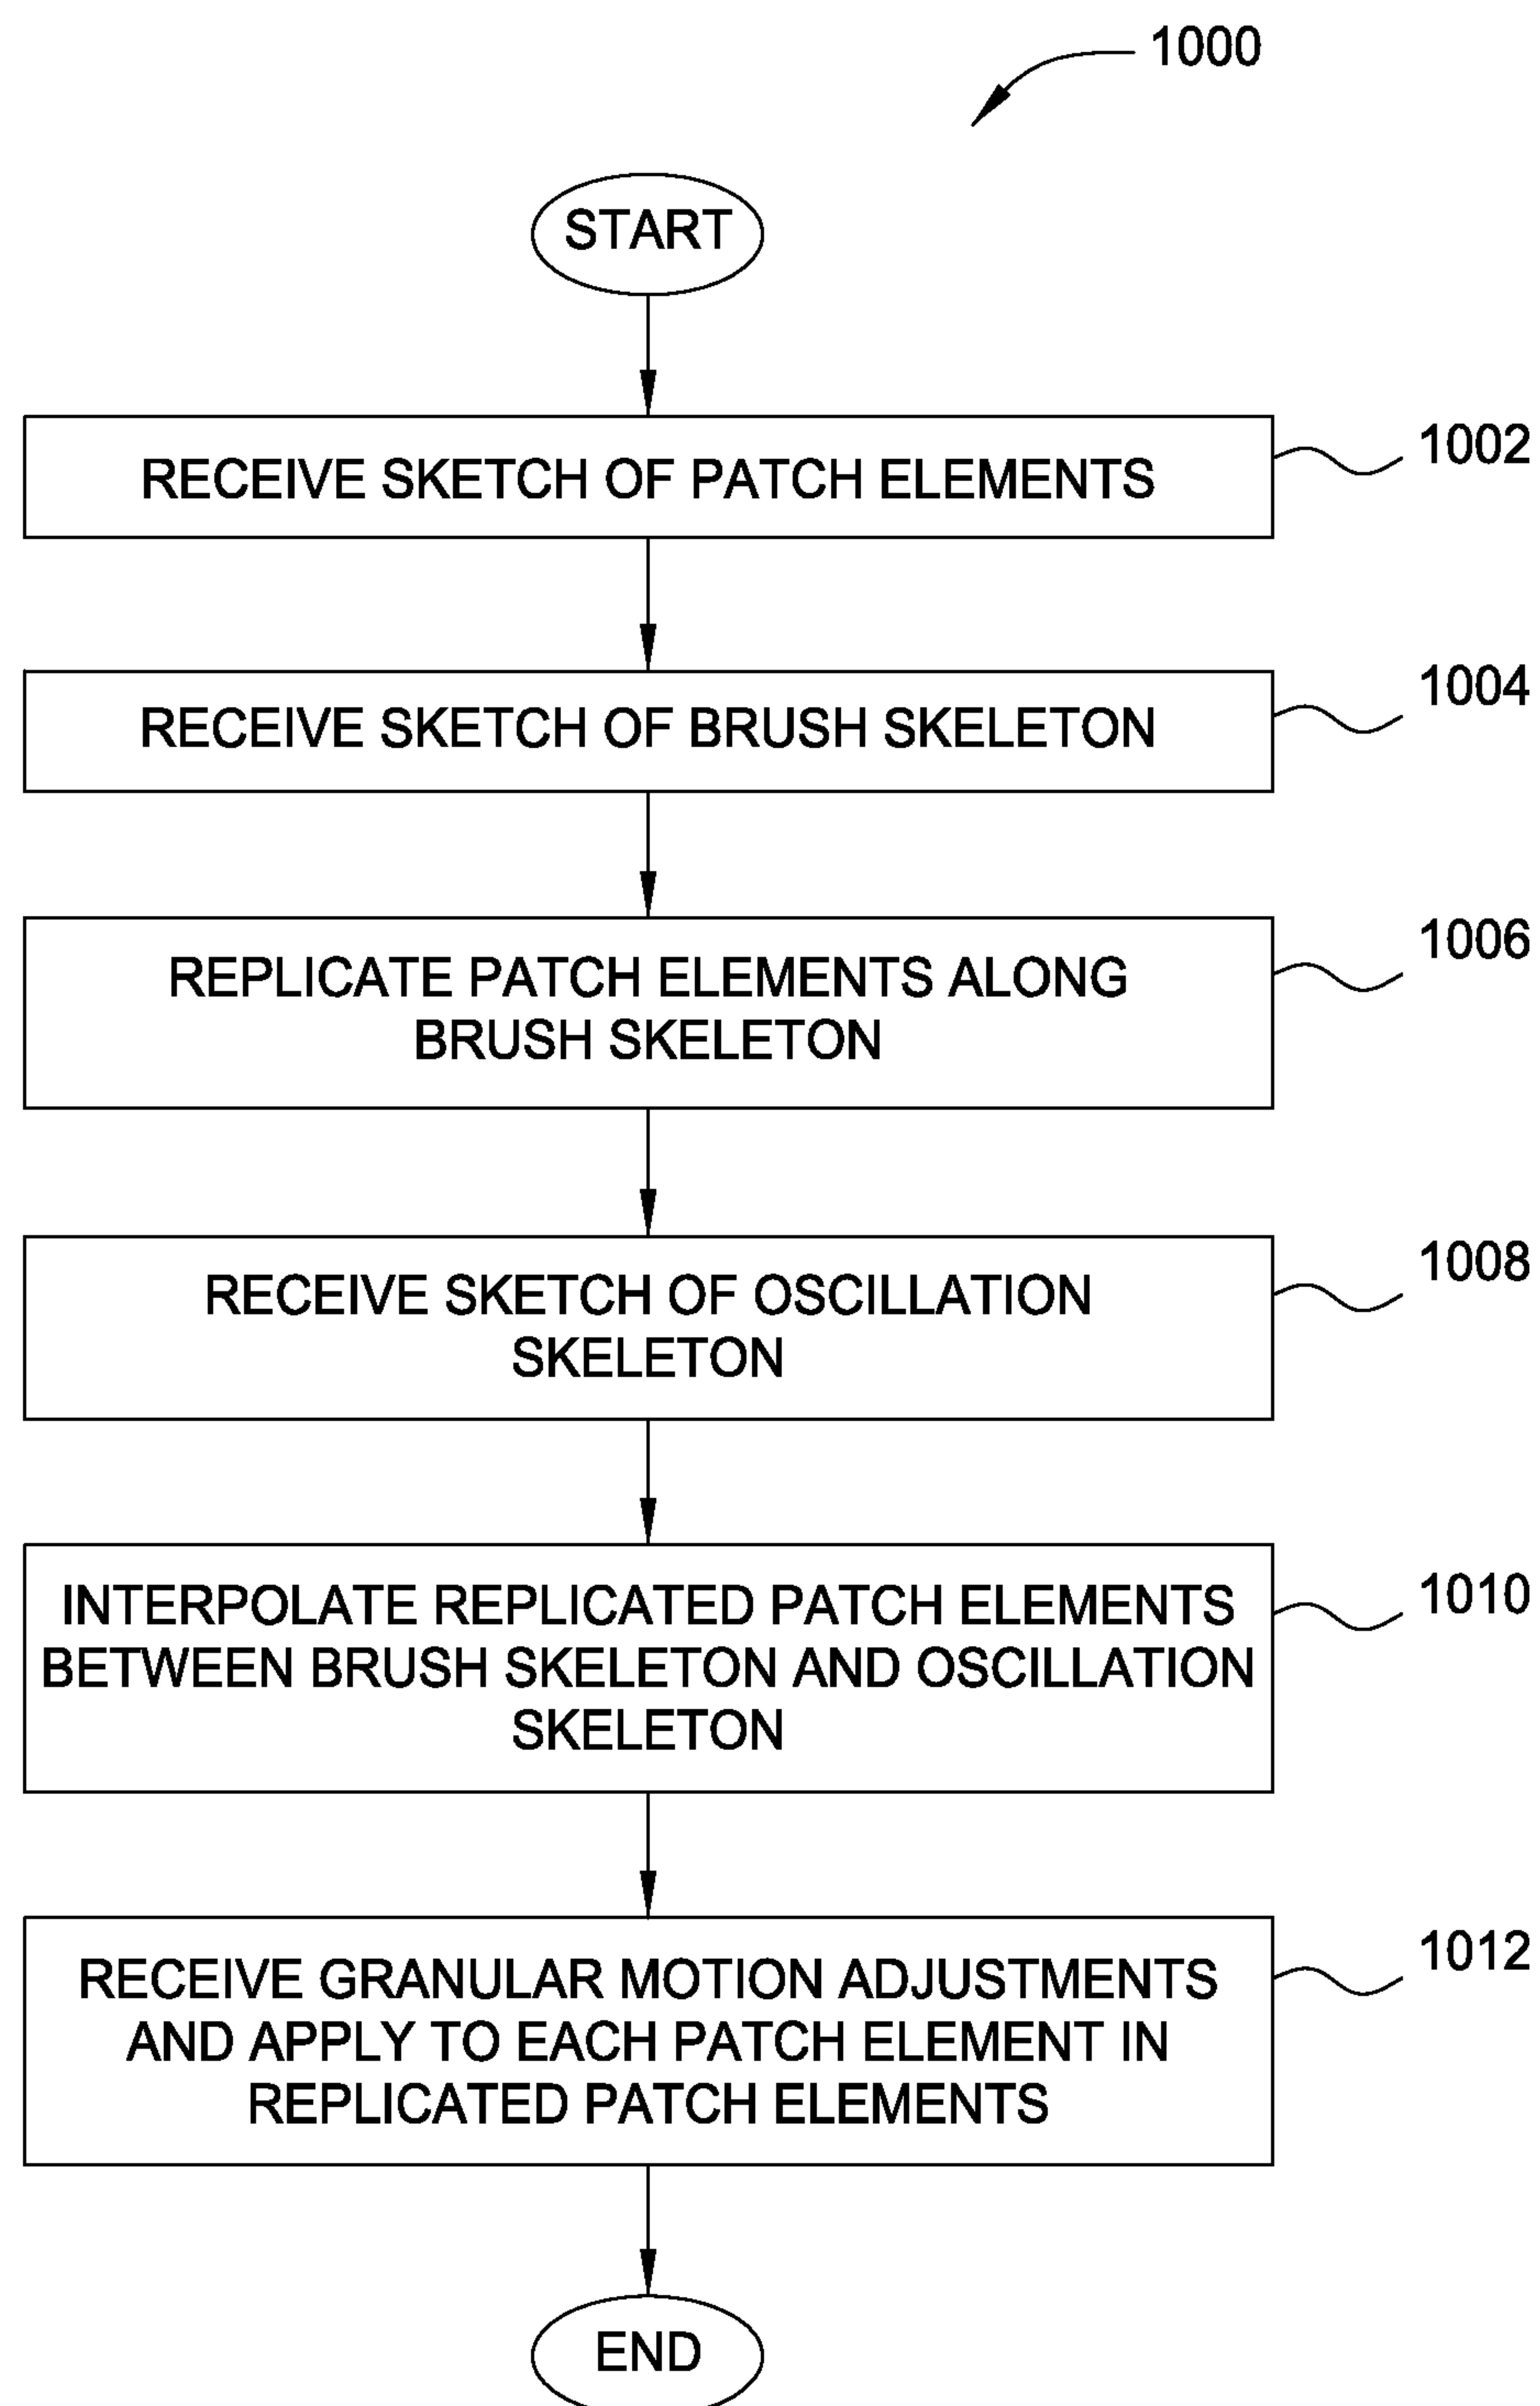 1000
START
RECEIVE SKETCH OF PATCH ELEMENTS
1002
RECEIVE SKETCH OF BRUSH SKELETON
1004
REPLICATE PATCH ELEMENTS ALONG
BRUSH SKELETON
1006
RECEIVE SKETCH OF OSCILLATION
SKELETON
1008
INTERPOLATE REPLICATED PATCH ELEMENTS
BETWEEN BRUSH SKELETON AND OSCILLATION
SKELETON
1010
RECEIVE GRANULAR MOTION ADJUSTMENTS
AND APPLY TO EACH PATCH ELEMENT IN
REPLICATED PATCH ELEMENTS
1012
END